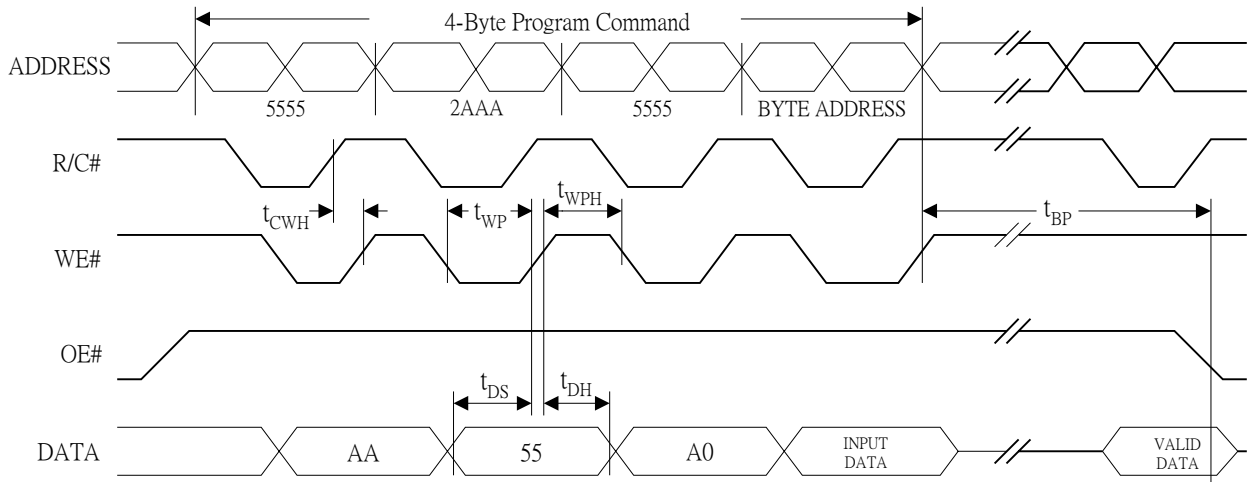 4-Byte Program Command
ADDRESS
5555
2AAA
5555
BYTE ADDRESS
R/C#
tCWH
tWP
tWPH
tBP
WE#
OE#
tDS
tDH
DATA
AA
55
A0
INPUT
DATA
VALID
DATA